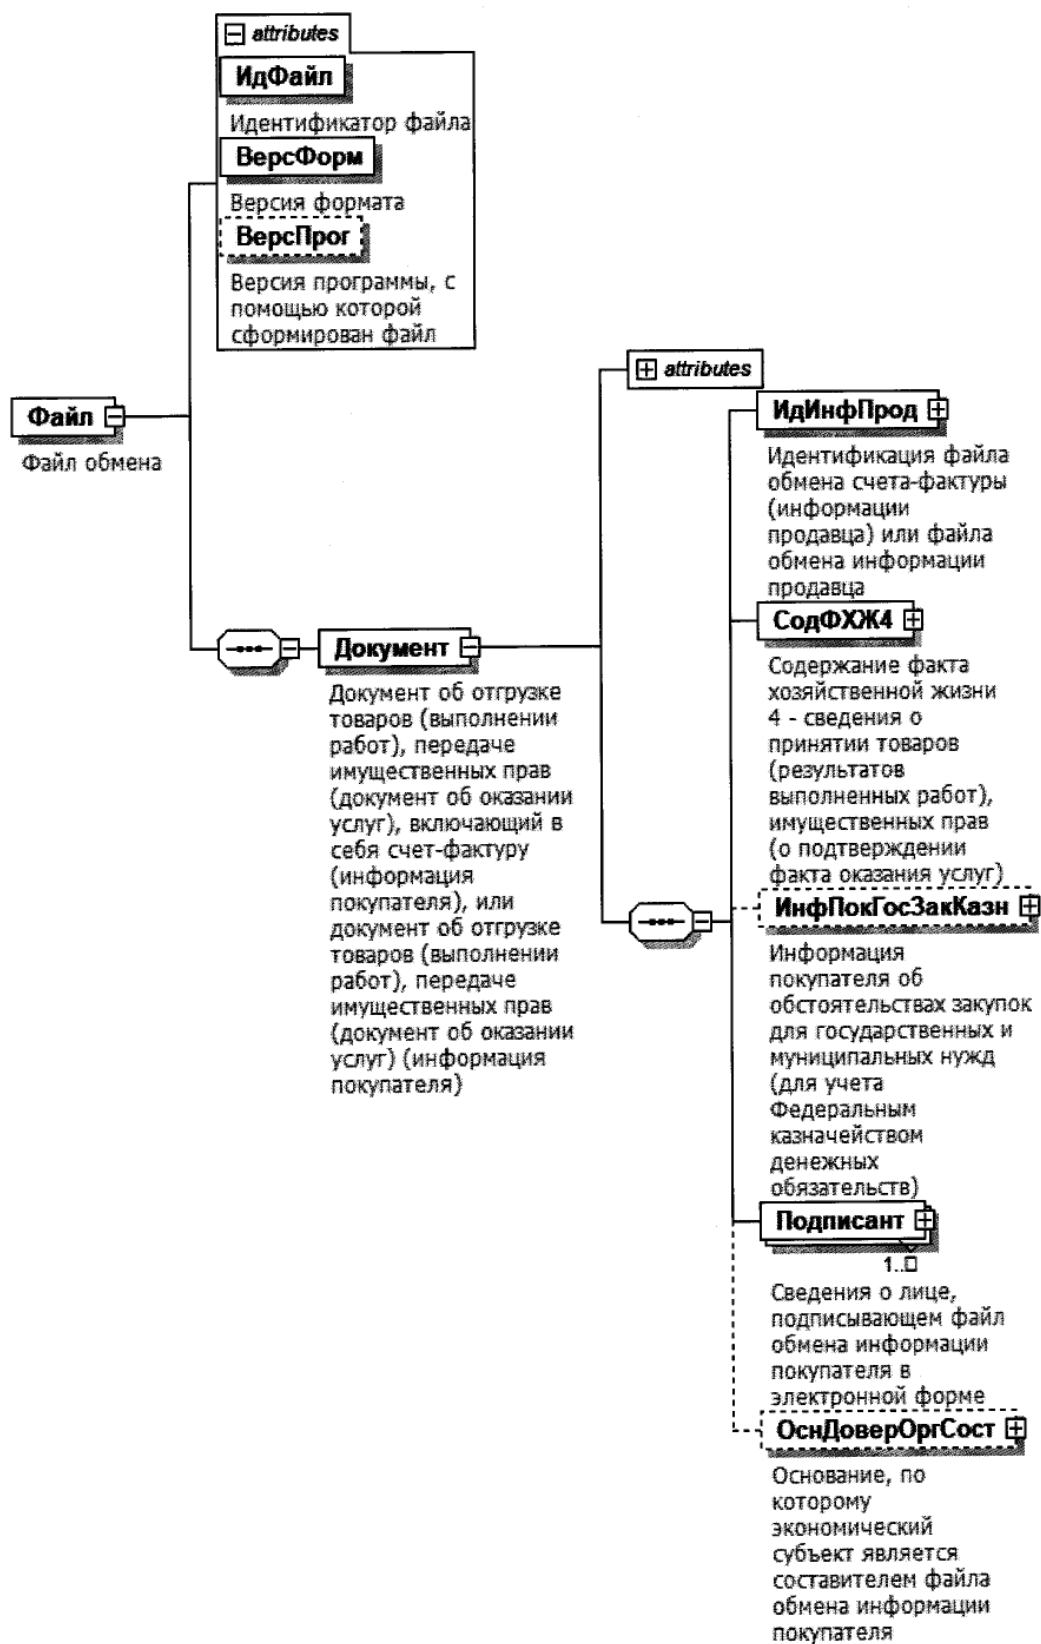 attributes
ИдФайл
Идентификатор файла
ВерсФорм
Версия формата
ВерсПрог
Версия программы, с
помощью которой
сформирован файл
Файл
Файл обмена
Документ
Документ об отгрузке
товаров (выполнении
работ), передаче
имущественных прав
(документ об оказании
услуг), включающий в
себя счет-фактуру
(информация
покупателя), или
документ об отгрузке
товаров (выполнении
работ), передаче
имущественных прав
(документ об оказании
услуг) (информация
покупателя)
attributes
ИдИнфПрод
Идентификация файла
обмена счета-фактуры
(информации
продавца) или файла
обмена информации
продавца
СодФХЖ4
Содержание факта
хозяйственной жизни
4 - сведения о
принятии товаров
(результатов
выполненных работ),
имущественных прав
(о подтверждении
факта оказания услуг)
ИнфПокГосЗакКазн
Информация
покупателя об
обстоятельствах закупок
для государственных и
муниципальных нужд
(для учета
Федеральным
казначейством
денежных
обязательств)
Подписант
1..□
Сведения о лице,
подписывающем файл
обмена информации
покупателя в
электронной форме
ОснДоверОргСост
Основание, по
которому
экономический
субъект является
составителем файла
обмена информации
покупателя